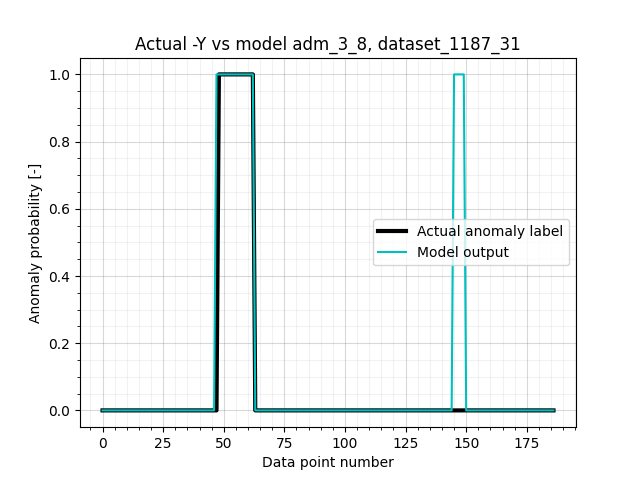 Actual -Y vs model adm_3_8, dataset_1187_31
Anomaly probability [-]
1.0
0.8
0.6
0.4
0.2
0.0
Actual anomaly label
Model output
0 25 50 75 100 125 150 175
Data point number